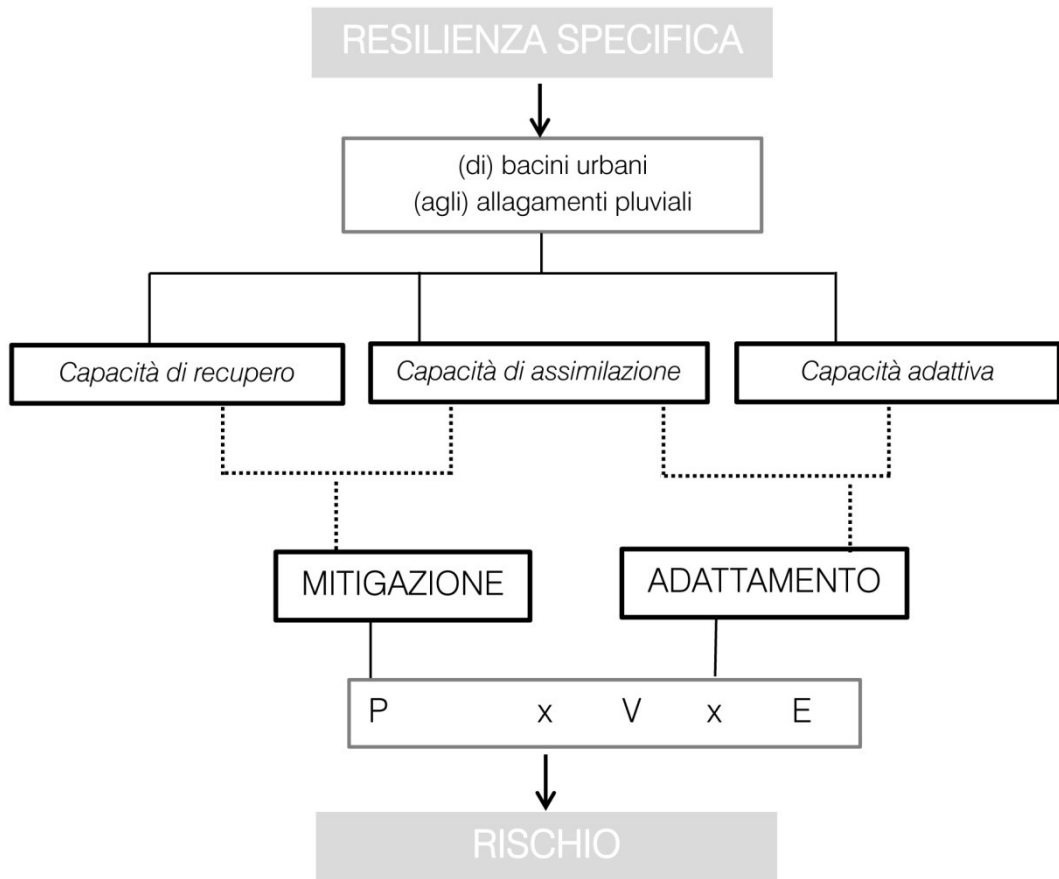 RESILIENZA SPECIFICA
(di) bacini urbani
(agli) allagamenti pluviali
Capacità di recupero
Capacità di assimilazione
Capacità adattiva
MITIGAZIONE
ADATTAMENTO
P x V x E
RISCHIO